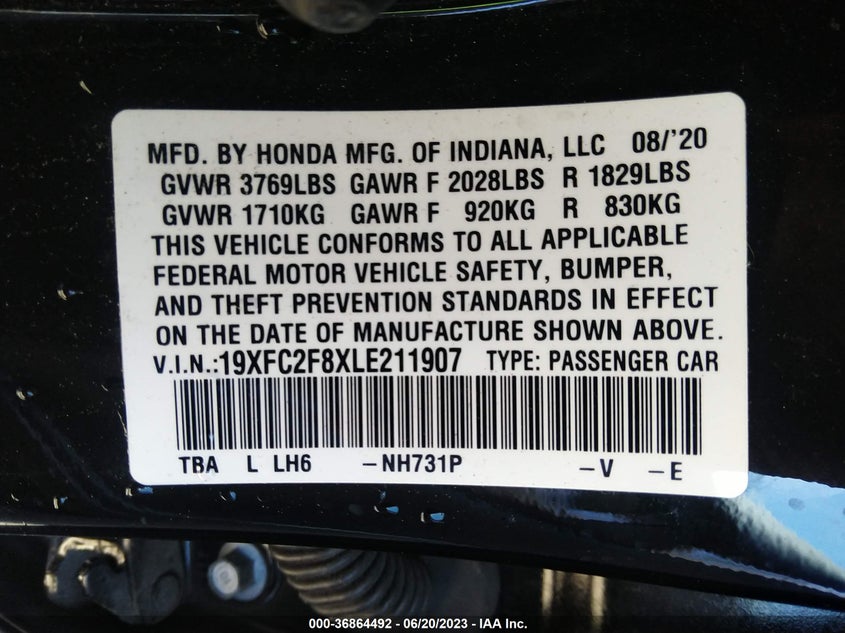 MFD. BY HONDA MFG. OF INDIANA, LLC 08/'20
GVWR 3769LBS GAWR F 2028LBS R 1829LBS
GVWR 1710KG GAWR F 920KG R 830KG
THIS VEHICLE CONFORMS TO ALL APPLICABLE
FEDERAL MOTOR VEHICLE SAFETY, BUMPER,
AND THEFT PREVENTION STANDARDS IN EFFECT
ON THE DATE OF MANUFACTURE SHOWN ABOVE.
V.I.N.:19XFC2F8XLE211907 TYPE: PASSENGER CAR
TBA L LH6 -NH731P -V -E
000-36864492 - 06/20/2023 - IAA Inc.